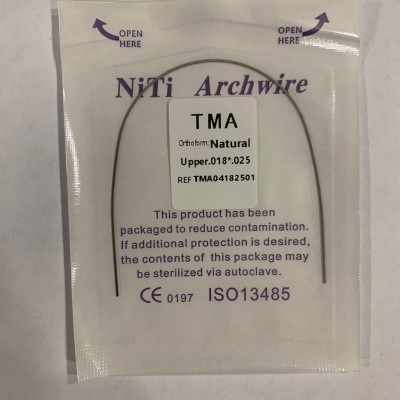 OPEN HERE
OPEN HERE
NiTi Archwire
TMA
Orthoform: Natural
Upper.018*.025
REF TMA04182501
This product has been
packaged to reduce contamination.
If additional protection is desired,
the contents of this package may
be sterilized via autoclave.
CE 0197 ISO13485